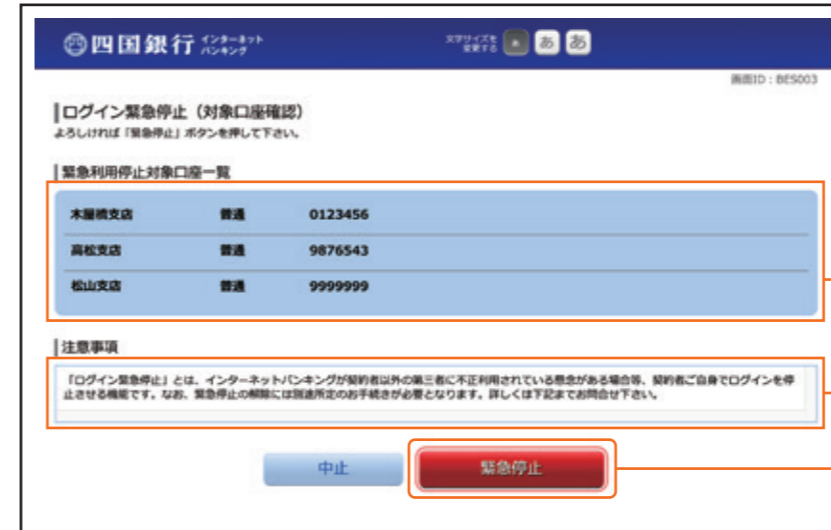 四国銀行 インターネット
バンキング
文字サイズを
変更する あ あ あ
画面ID：BES003
ログイン緊急停止（対象口座確認）
よろしければ「緊急停止」ボタンを押して下さい。
緊急利用停止対象口座一覧
木屋橋支店 普通 0123456
高松支店 普通 9876543
松山支店 普通 9999999
注意事項
「ログイン緊急停止」とは、インターネットバンキングが契約者以外の第三者に不正利用されている懸念がある場合等、契約者ご自身でログインを停
止させる機能です。なお、緊急停止の解除には別途所定のお手続きが必要となります。詳しくは下記までお問合せ下さい。
中止 緊急停止